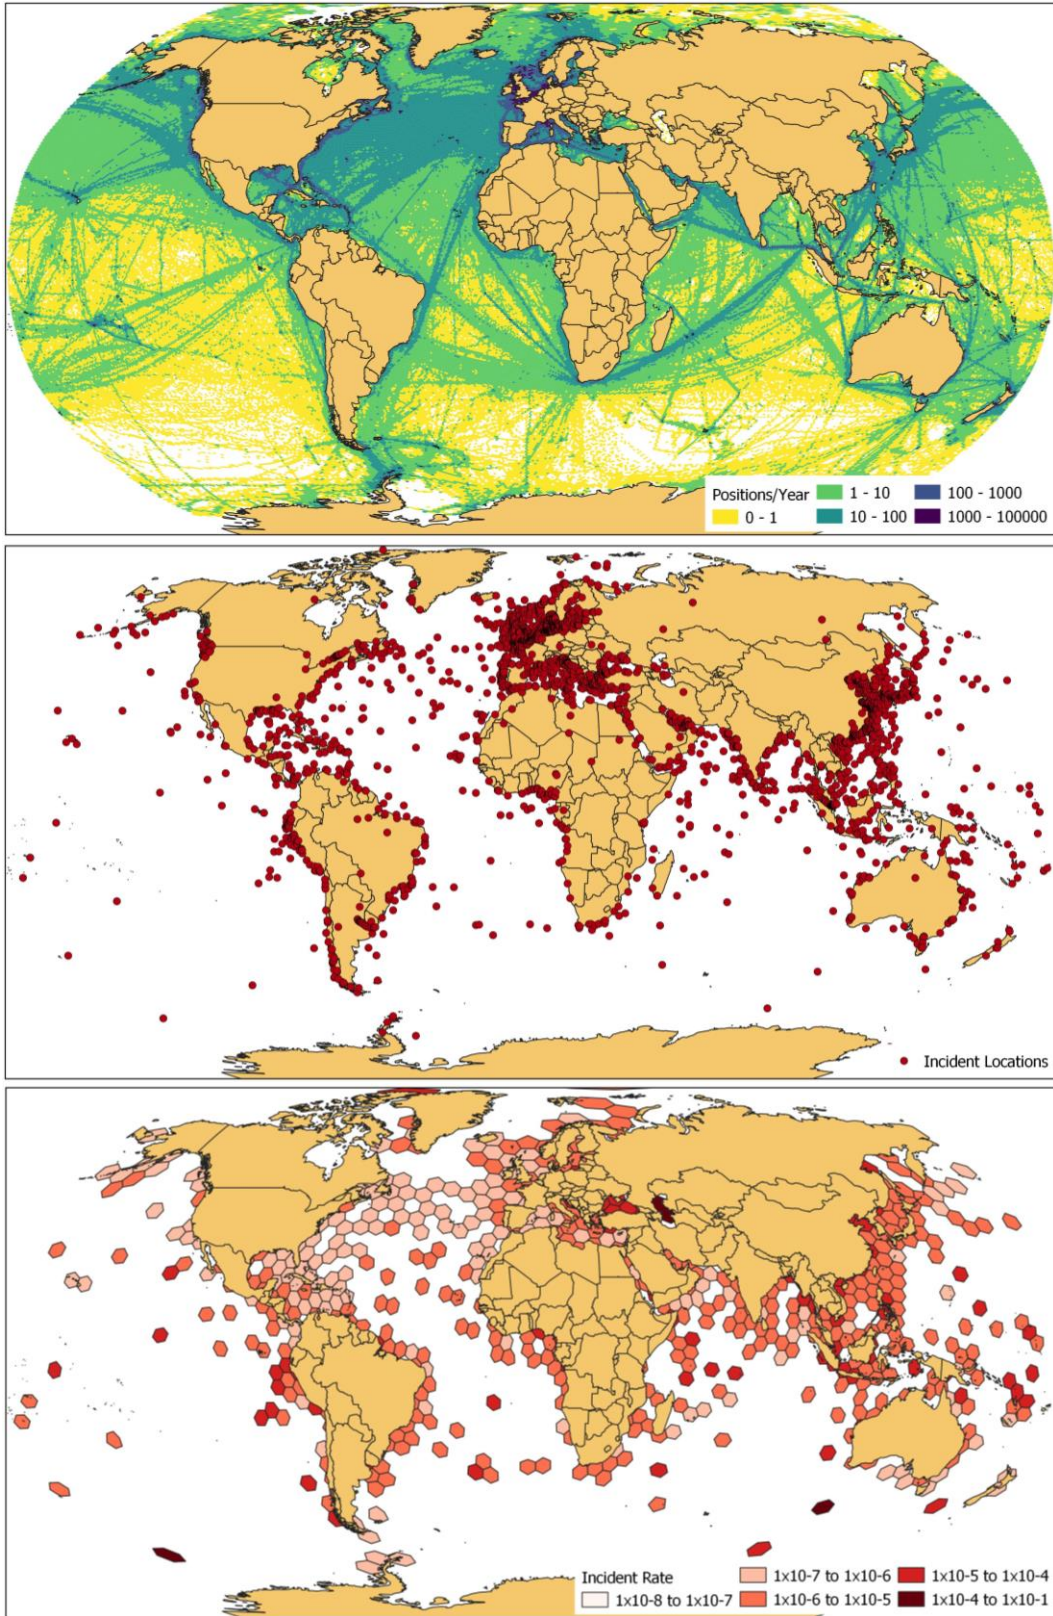 Positions/Year
0 - 1
1 - 10
10 - 100
100 - 1000
1000 - 100000
Incident Locations
Incident Rate
1x10-8 to 1x10-7
1x10-7 to 1x10-6
1x10-6 to 1x10-5
1x10-5 to 1x10-4
1x10-4 to 1x10-1